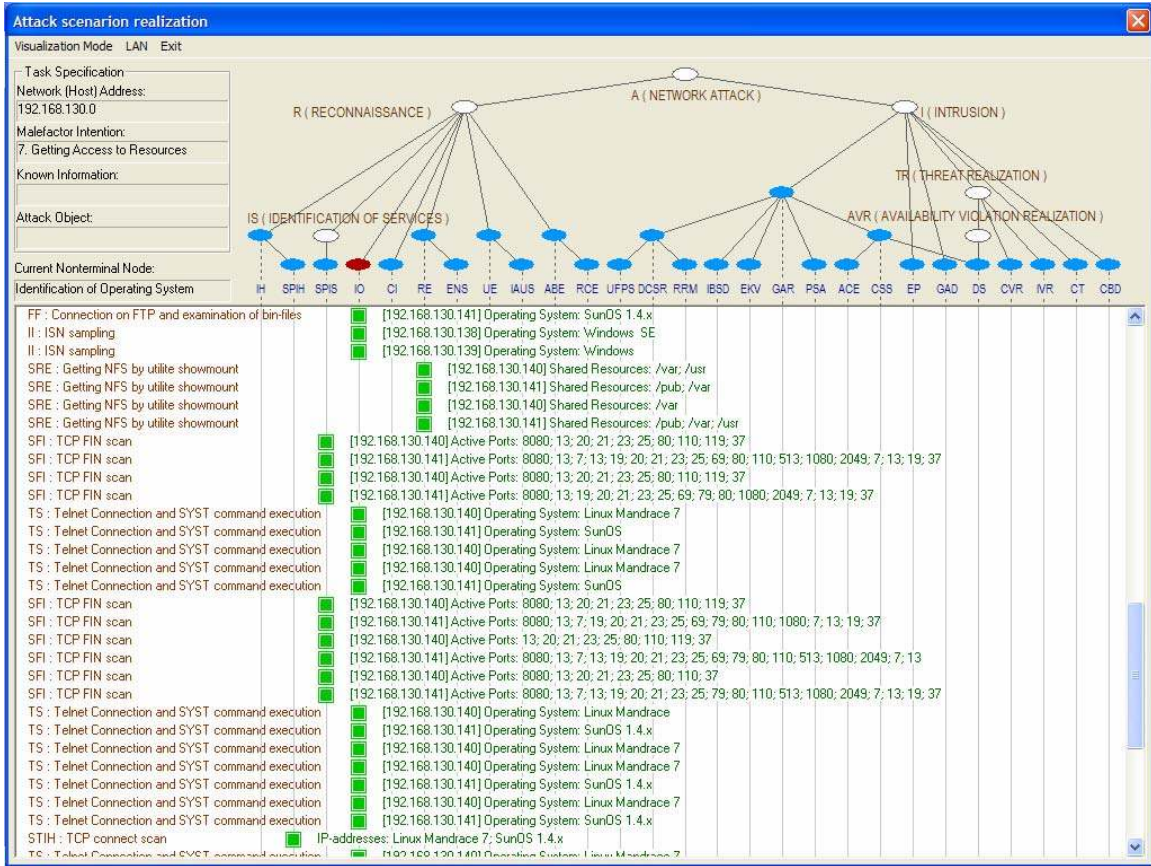 Attack scenarion realization
Visualization Mode LAN Exit
Task Specification
Network (Host) Address:
192.168.130.0
Malefactor Intention:
7. Getting Access to Resources
Known Information:
Attack Object:
Current Nonterminal Node:
Identification of Operating System
A ( NETWORK ATTACK )
R ( RECONNAISSANCE )
I ( INTRUSION )
TR ( THREAT REALIZATION )
IS ( IDENTIFICATION OF SERVICES )
AVR ( AVAILABILITY VIOLATION REALIZATION )
IH SPIH SPIS IO CI RE ENS UE IAUS ABE RCE UFPS DCSR RRM IBSD EKV GAR PSA ACE CSS EP GAD DS CVR IVR CT CBD
FF : Connection on FTP and examination of bin-files [192.168.130.141] Operating System: SunOS 1.4.x
II : ISN sampling [192.168.130.138] Operating System: Windows SE
II : ISN sampling [192.168.130.139] Operating System: Windows
SRE : Getting NFS by utilite showmount [192.168.130.140] Shared Resources: /var; /usr
SRE : Getting NFS by utilite showmount [192.168.130.141] Shared Resources: /pub; /var
SRE : Getting NFS by utilite showmount [192.168.130.140] Shared Resources: /var
SRE : Getting NFS by utilite showmount [192.168.130.141] Shared Resources: /pub; /var; /usr
SFI : TCP FIN scan [192.168.130.140] Active Ports: 8080; 13; 20; 21; 23; 25; 80; 110; 119; 37
SFI : TCP FIN scan [192.168.130.141] Active Ports: 8080; 13; 7; 13; 19; 20; 21; 23; 25; 69; 80; 110; 513; 1080; 2049; 7; 13; 19; 37
SFI : TCP FIN scan [192.168.130.140] Active Ports: 8080; 13; 20; 21; 23; 25; 80; 110; 119; 37
SFI : TCP FIN scan [192.168.130.141] Active Ports: 8080; 13; 19; 20; 21; 23; 25; 69; 79; 80; 1080; 2049; 7; 13; 19; 37
TS : Telnet Connection and SYST command execution [192.168.130.140] Operating System: Linux Mandrace 7
TS : Telnet Connection and SYST command execution [192.168.130.141] Operating System: SunOS
TS : Telnet Connection and SYST command execution [192.168.130.140] Operating System: Linux Mandrace 7
TS : Telnet Connection and SYST command execution [192.168.130.140] Operating System: Linux Mandrace 7
TS : Telnet Connection and SYST command execution [192.168.130.141] Operating System: SunOS
SFI : TCP FIN scan [192.168.130.140] Active Ports: 8080; 13; 20; 21; 23; 25; 80; 110; 119; 37
SFI : TCP FIN scan [192.168.130.141] Active Ports: 8080; 13; 7; 19; 20; 21; 23; 25; 69; 79; 80; 110; 1080; 7; 13; 19; 37
SFI : TCP FIN scan [192.168.130.140] Active Ports: 13; 20; 21; 23; 25; 80; 110; 119; 37
SFI : TCP FIN scan [192.168.130.141] Active Ports: 8080; 13; 7; 13; 19; 20; 21; 23; 25; 69; 79; 80; 110; 513; 1080; 2049; 7; 13
SFI : TCP FIN scan [192.168.130.140] Active Ports: 8080; 13; 20; 21; 23; 25; 80; 110; 37
SFI : TCP FIN scan [192.168.130.141] Active Ports: 8080; 13; 7; 13; 19; 20; 21; 23; 25; 69; 79; 80; 110; 513; 1080; 2049; 7; 13; 19; 37
TS : Telnet Connection and SYST command execution [192.168.130.140] Operating System: Linux Mandrace
TS : Telnet Connection and SYST command execution [192.168.130.141] Operating System: SunOS 1.4.x
TS : Telnet Connection and SYST command execution [192.168.130.140] Operating System: Linux Mandrace 7
TS : Telnet Connection and SYST command execution [192.168.130.140] Operating System: Linux Mandrace 7
TS : Telnet Connection and SYST command execution [192.168.130.141] Operating System: SunOS 1.4.x
TS : Telnet Connection and SYST command execution [192.168.130.140] Operating System: Linux Mandrace 7
TS : Telnet Connection and SYST command execution [192.168.130.141] Operating System: SunOS 1.4.x
STIH : TCP connect scan IP-addresses: Linux Mandrace 7; SunOS 1.4.x
TS : Telnet Connection and SYST command execution [192.168.130.140] Operating System: Linux Mandrace 7